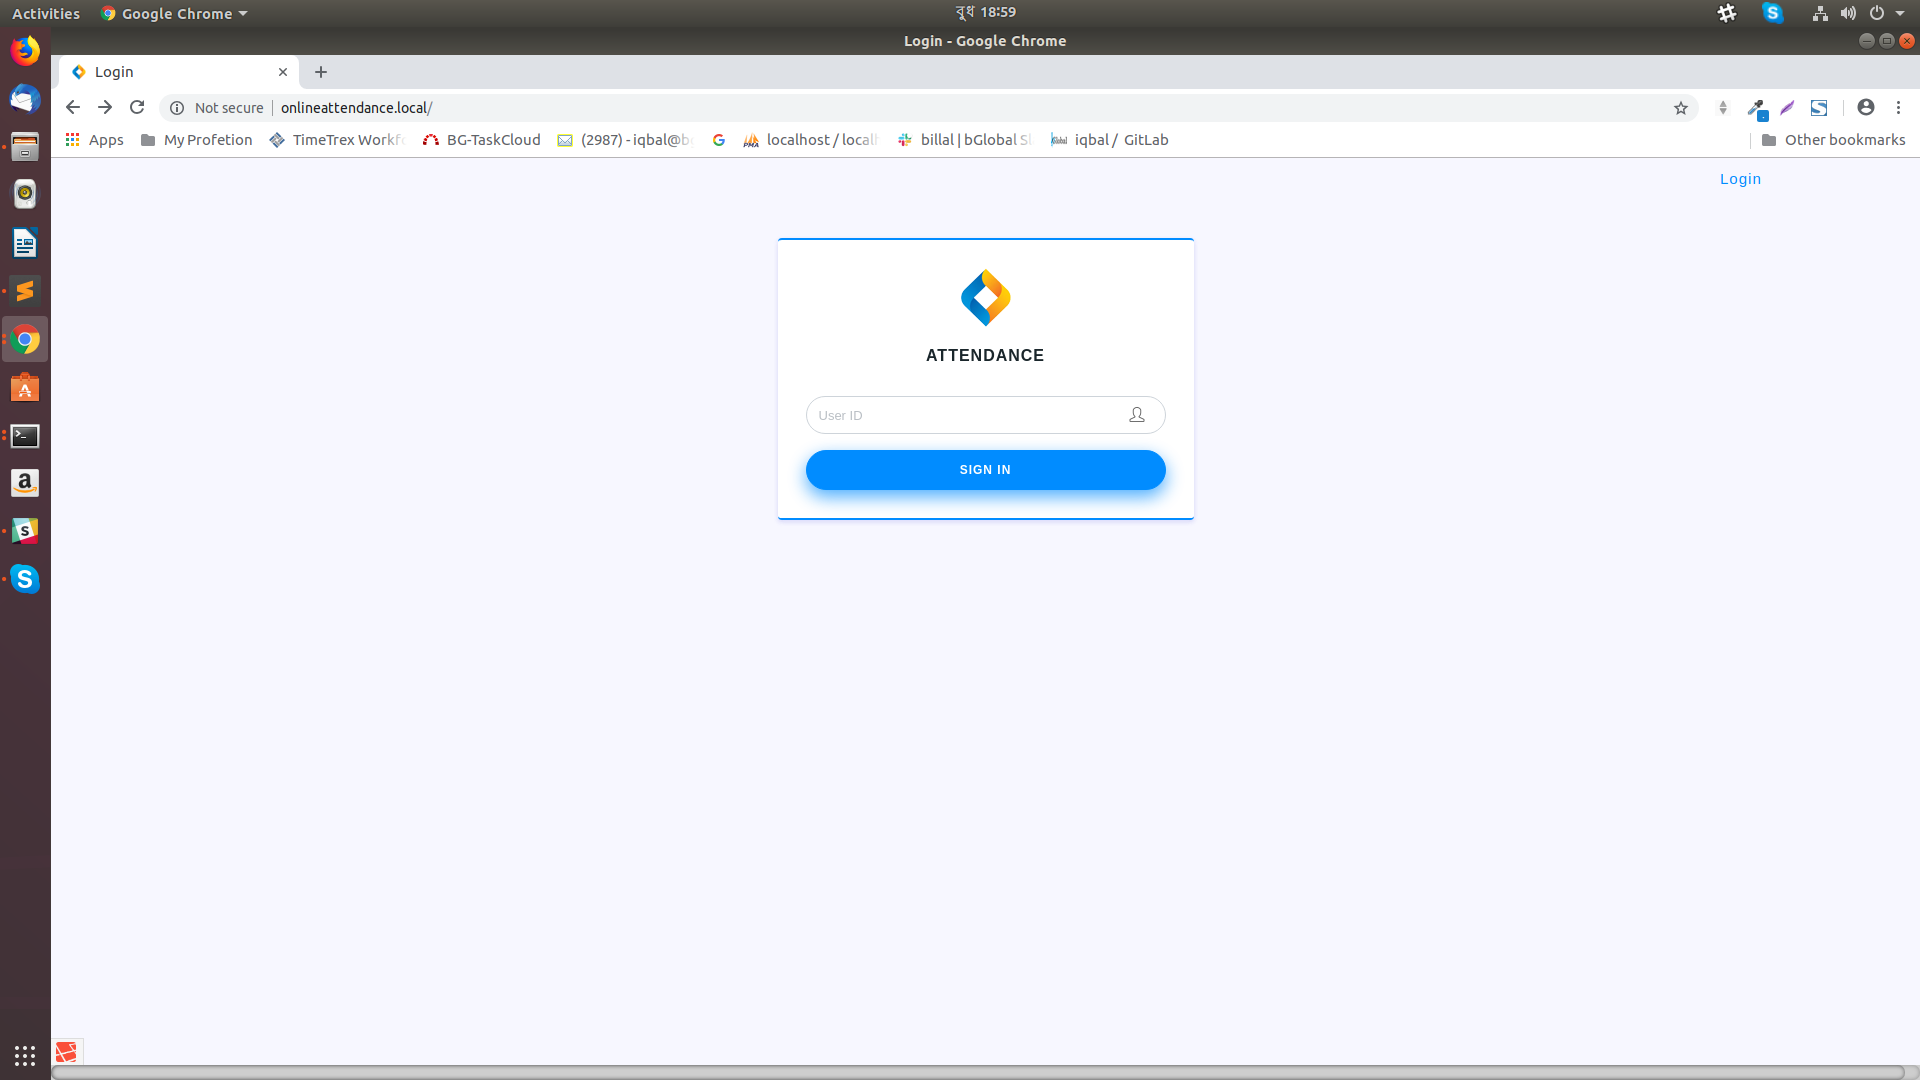 Activities Google Chrome বুধ 18:59
Login - Google Chrome
Login
Not secure onlineattendance.local/
Apps My Profetion TimeTrex Workf BG-TaskCloud (2987) - iqbal@b localhost / local billal | bGlobal S iqbal / GitLab Other bookmarks
Login
ATTENDANCE
User ID
SIGN IN